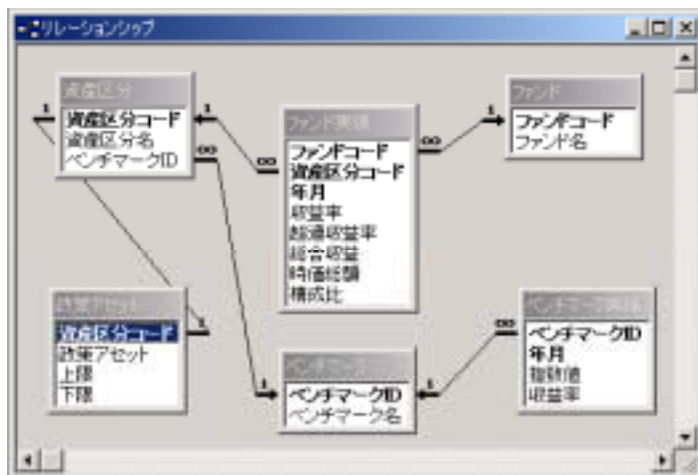 リレーションシップ
資産区分
資産区分コード
資産区分名
ベンチマークID
ファンド実績
ファンドコード
資産区分コード
年月
収益率
超過収益率
総合収益
時価総額
構成比
ファンド
ファンドコード
ファンド名
政策アセット
資産区分コード
政策アセット
上限
下限
ベンチマーク
ベンチマークID
ベンチマーク名
ベンチマーク実績
ベンチマークID
年月
指数値
収益率
1
1
∞
∞
1
∞
1
1
1
∞